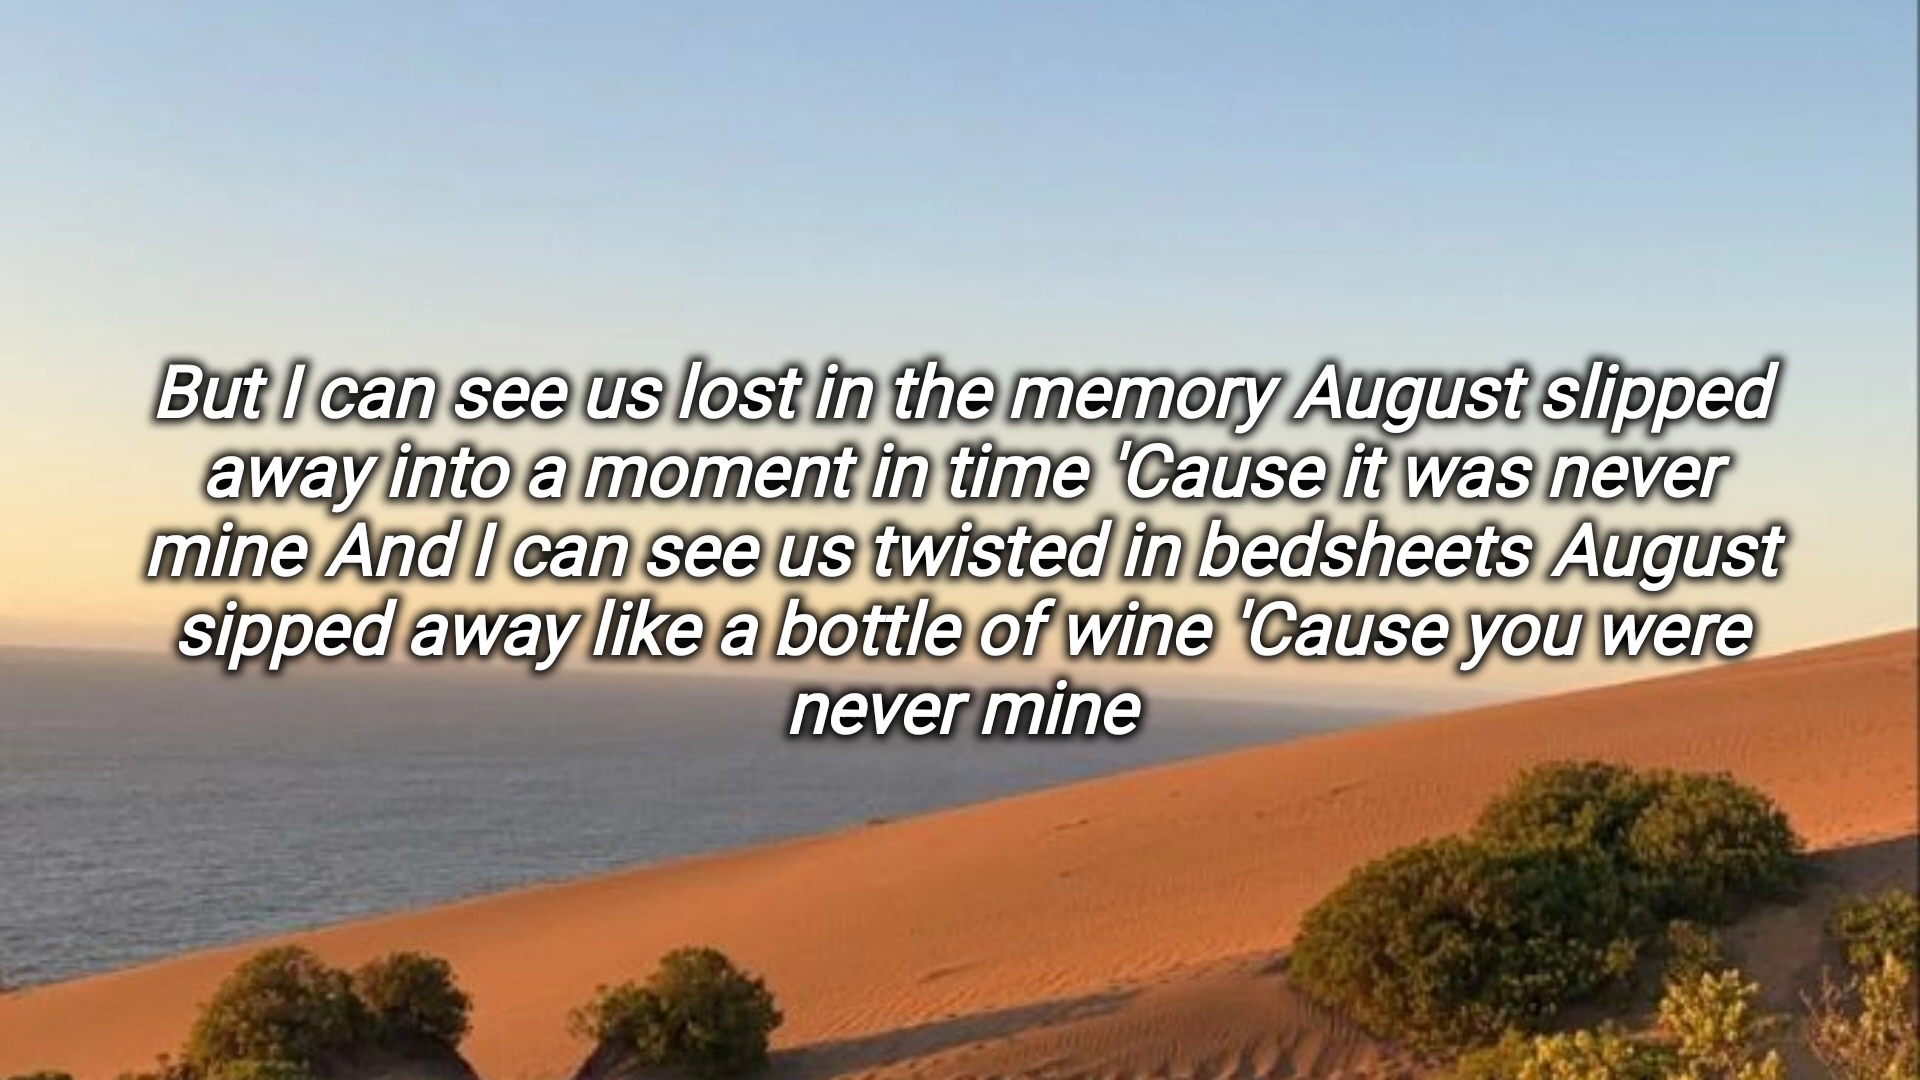 But I can see us lost in the memory August slipped
away into a moment in time 'Cause it was never
mine And I can see us twisted in bedsheets August
sipped away like a bottle of wine 'Cause you were
never mine